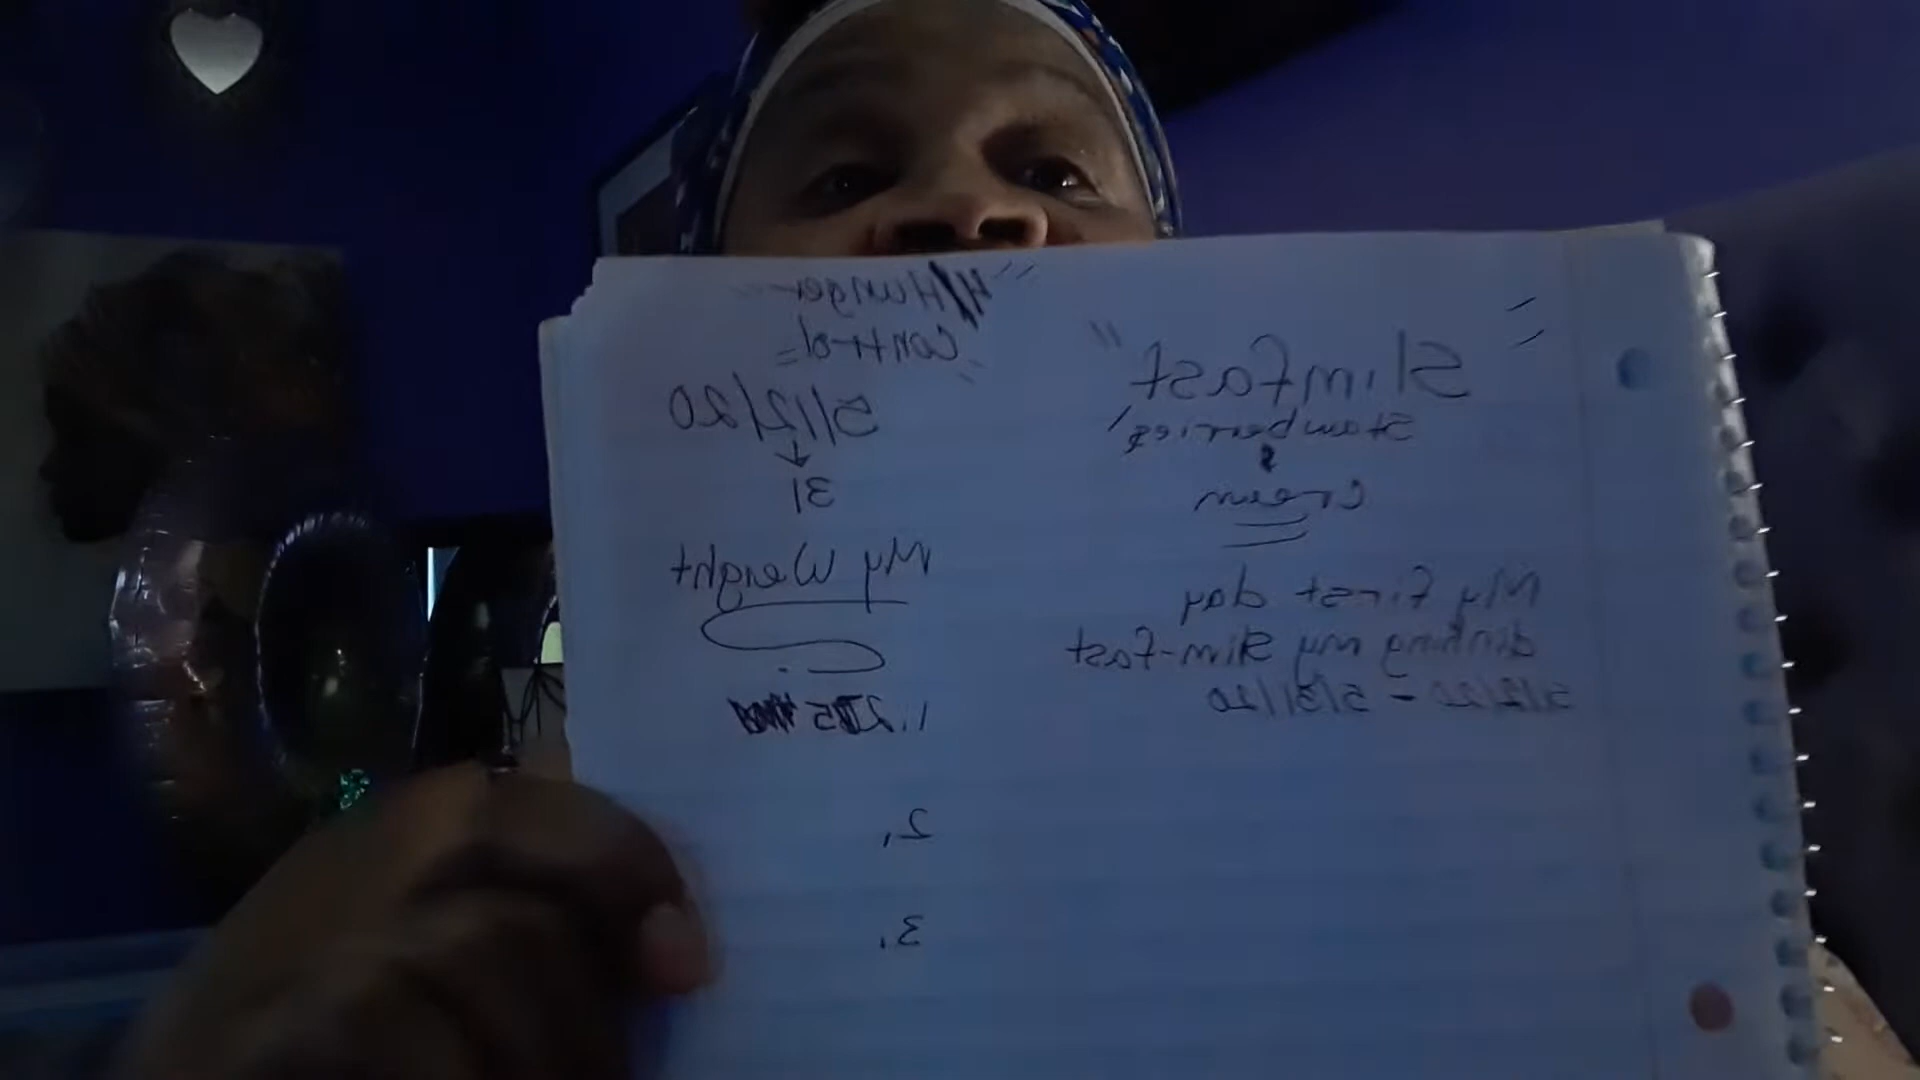 "Slimfast"
Strawberries/
&
Cream
My first day
drinking my Slim-fast
5/12/20 - 5/31/20
"4/Hunger
Control"
5/12/20
↓
31
My Weight
1.
2.
3.